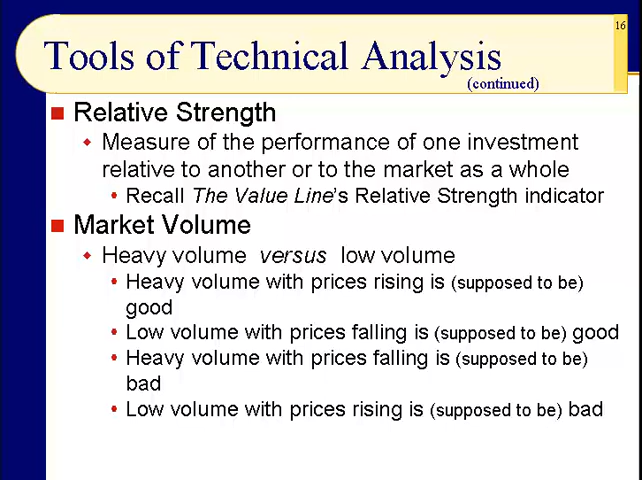 16
Tools of Technical Analysis
(continued)
Relative Strength
Measure of the performance of one investment
relative to another or to the market as a whole
Recall The Value Line's Relative Strength indicator
Market Volume
Heavy volume versus low volume
Heavy volume with prices rising is (supposed to be)
good
Low volume with prices falling is (supposed to be) good
Heavy volume with prices falling is (supposed to be)
bad
Low volume with prices rising is (supposed to be) bad